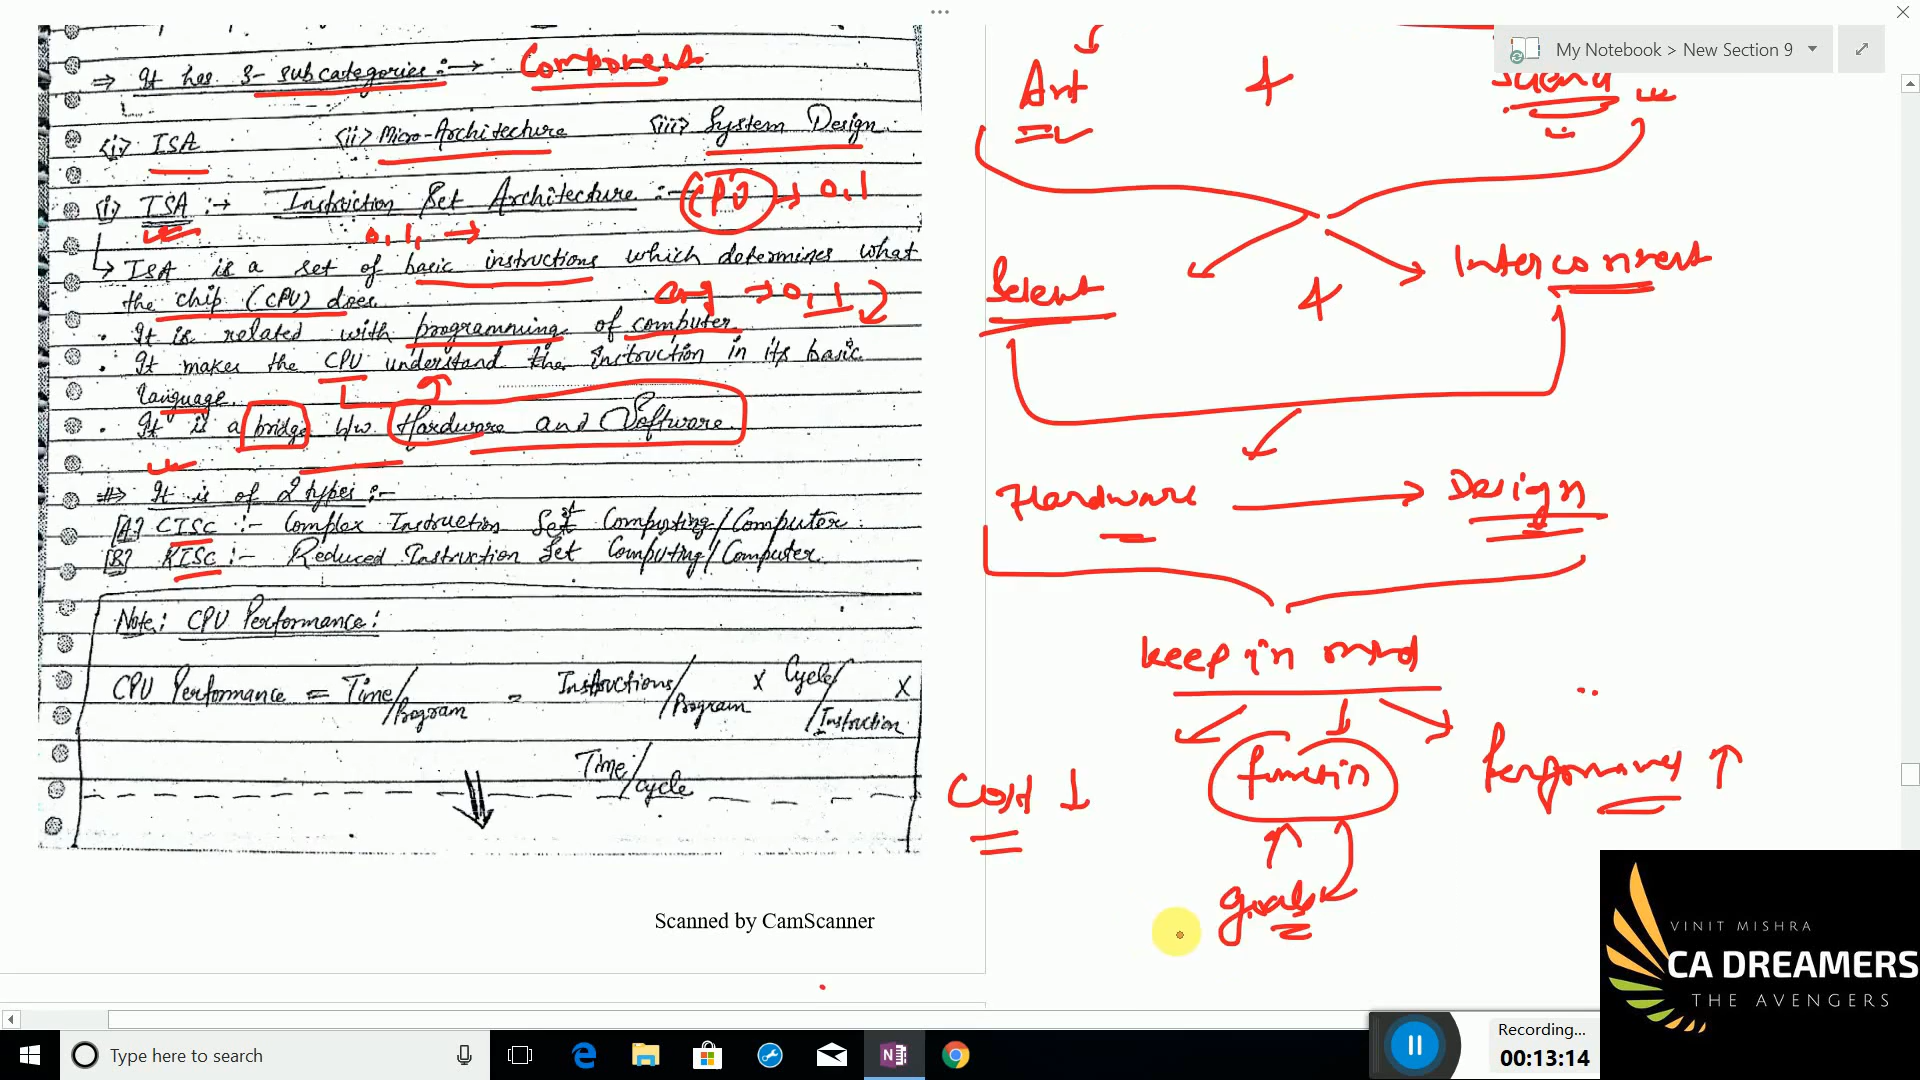 My Notebook > New Section 9
⇒ It has 3- subcategories :→ Component
(i) ISA (ii) Micro-Architecture (iii) System Design
(i) ISA :→ Instruction Set Architecture :- CPU → 0,1
0, 1, →
ISA is a set of basic instructions which determines what
the chip (CPU) does.
→ 0, 1
. It is related with programming of computer
. It makes the CPU understand the instruction in its basic
language.
. It is a bridge b/w. Hardware and Software.
⇒ It is of 2 types :-
[A] CISC :- Complex Instruction Set Computing/Computer.
[B] RISC :- Reduced Instruction Set Computing/Computer.
Note: CPU Performance:
CPU Performance = Time/Program = Instructions/Program X Cycle/Instruction X
Time/cycle
Scanned by CamScanner
Art +
Select + Interconnect
Hardware → Design
keep in mind
Cost ↓ function Performance ↑
goals
VINIT MISHRA
CA DREAMERS
THE AVENGERS
Type here to search
Recording...
00:13:14